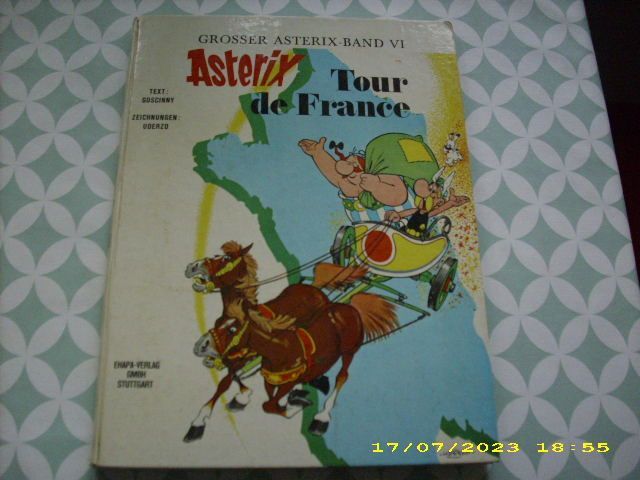 GROSSER ASTERIX-BAND VI
Asterix
Tour
de France
TEXT:
GOSCINNY
ZEICHNUNGEN:
UDERZO
EHAPA-VERLAG
GMBH
STUTTGART
17/07/2023 18:55